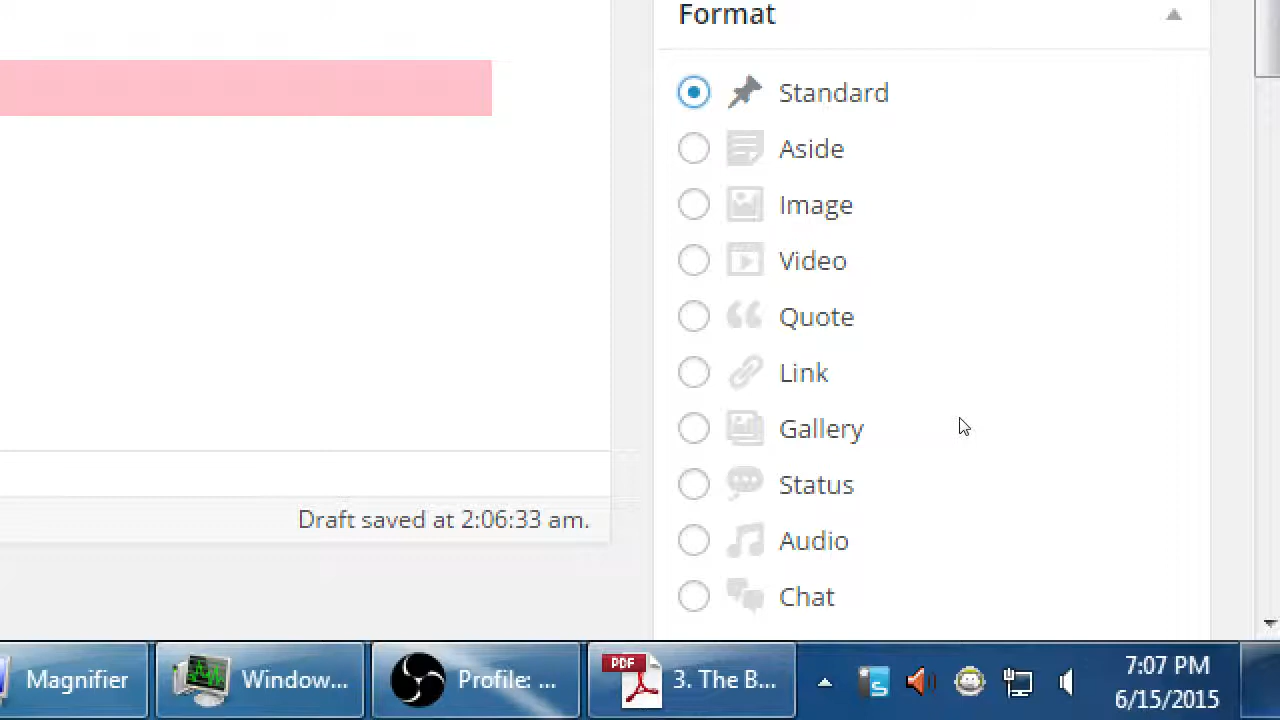 Format
Standard
Aside
Image
Video
Quote
Link
Gallery
Status
Audio
Chat
Draft saved at 2:06:33 am.
Magnifier
Window...
Profile: ...
PDF
3. The B...
S
7:07 PM
6/15/2015